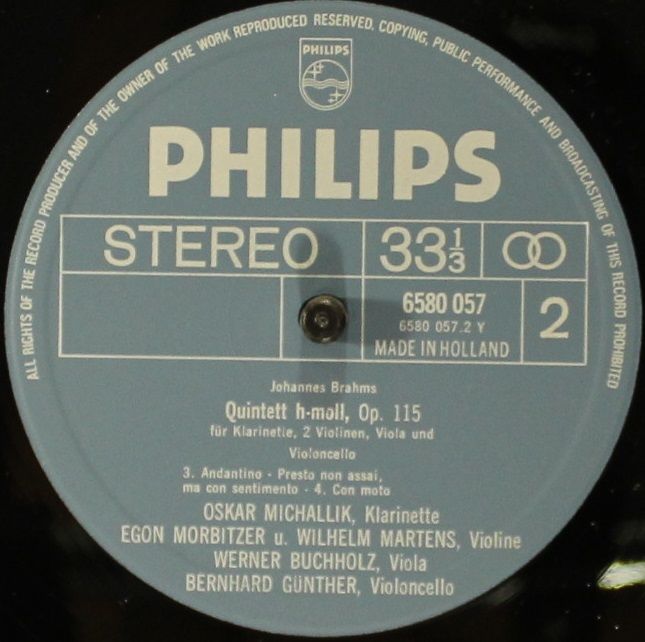 ALL RIGHTS OF THE RECORD PRODUCER AND OF THE OWNER OF THE WORK REPRODUCED RESERVED. COPYING, PUBLIC PERFORMANCE AND BROADCASTING OF THIS RECORD PROHIBITED
PHILIPS
PHILIPS
STEREO 33⅓
6580 057
6580 057.2 Y
MADE IN HOLLAND
2
Johannes Brahms
Quintett h-moll, Op. 115
für Klarinette, 2 Violinen, Viola und
Violoncello
3. Andantino - Presto non assai,
ma con sentimento - 4. Con moto
OSKAR MICHALLIK, Klarinette
EGON MORBITZER u. WILHELM MARTENS, Violine
WERNER BUCHHOLZ, Viola
BERNHARD GÜNTHER, Violoncello